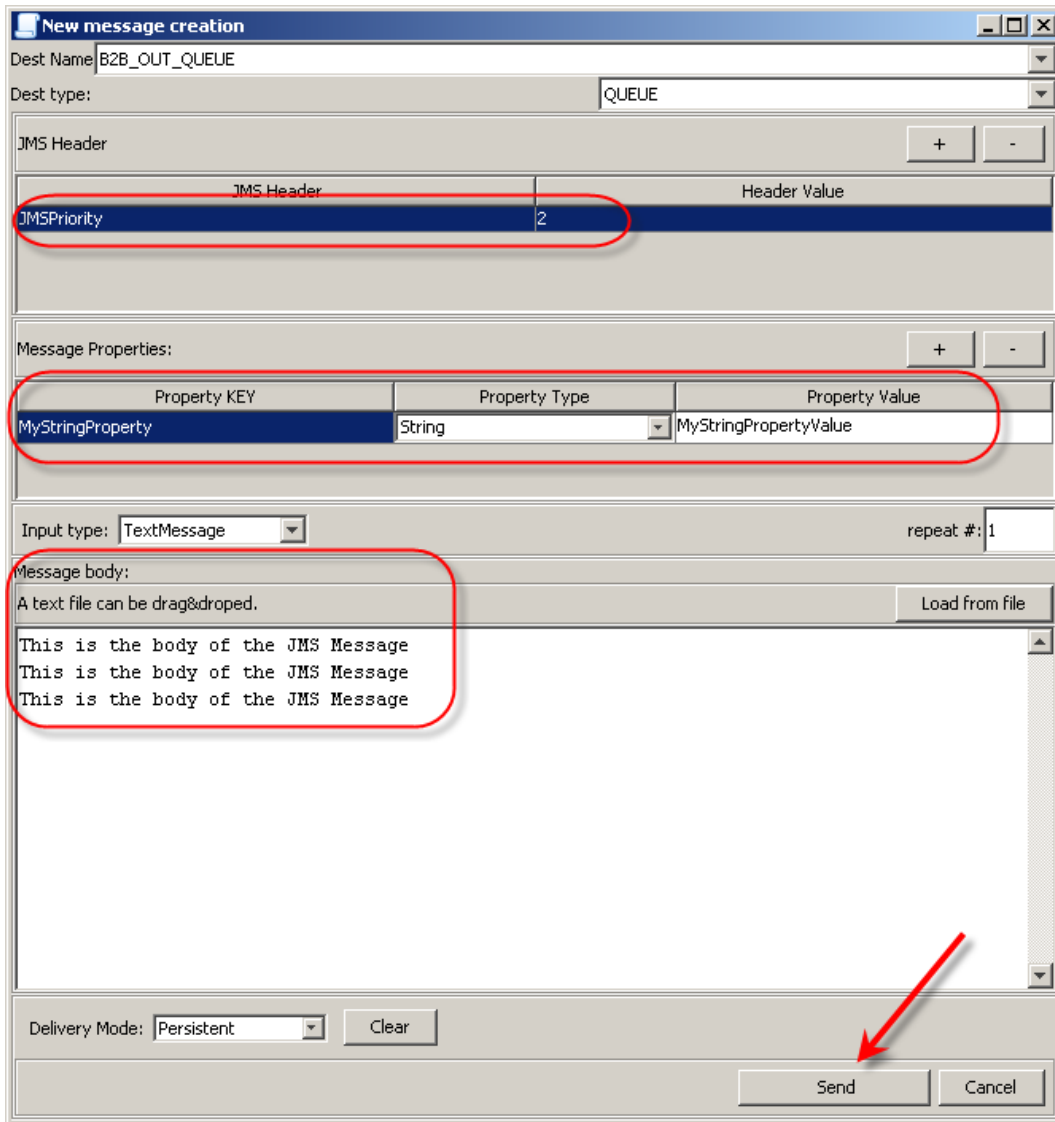 New message creation
Dest Name B2B_OUT_QUEUE
Dest type: QUEUE
JMS Header + -
JMS Header Header Value
JMSPriority 2
Message Properties: + -
Property KEY Property Type Property Value
MyStringProperty String MyStringPropertyValue
Input type: TextMessage repeat #: 1
Message body:
A text file can be drag&droped. Load from file
This is the body of the JMS Message
This is the body of the JMS Message
This is the body of the JMS Message
Delivery Mode: Persistent Clear
Send Cancel